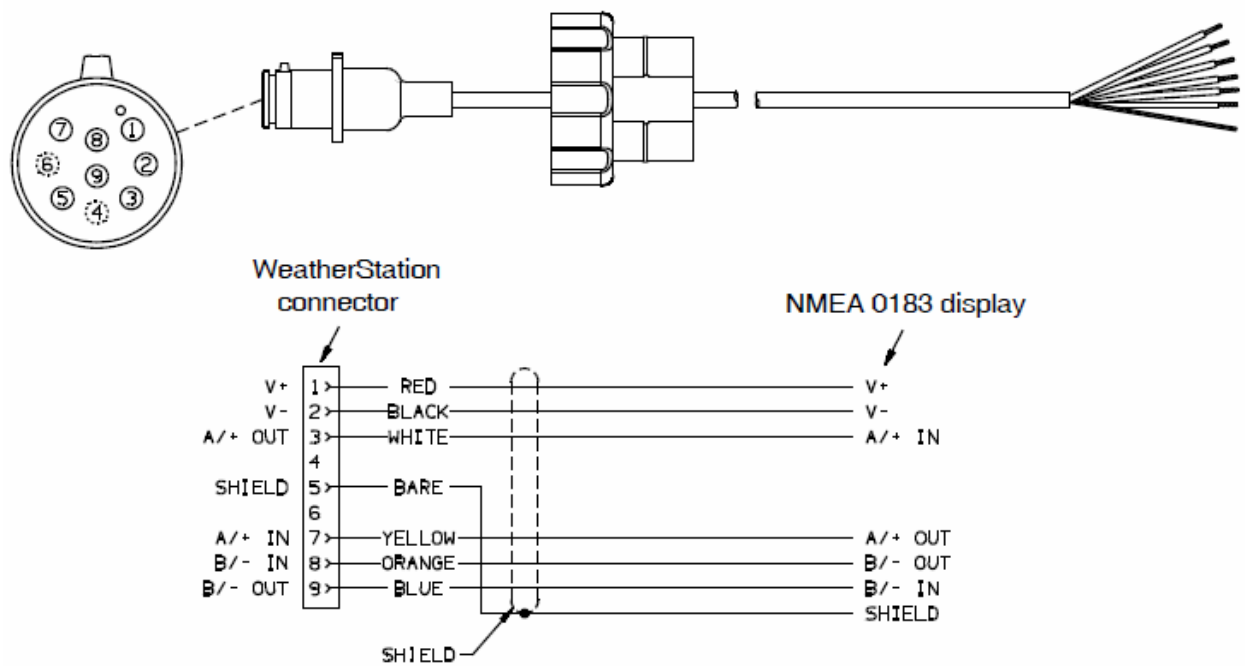 7 8 1
6 9 2
5 4 3
WeatherStation
connector
NMEA 0183 display
V+ 1 RED V+
V- 2 BLACK V-
A/+ OUT 3 WHITE A/+ IN
4
SHIELD 5 BARE
6
A/+ IN 7 YELLOW A/+ OUT
B/- IN 8 ORANGE B/- OUT
B/- OUT 9 BLUE B/- IN
SHIELD
SHIELD